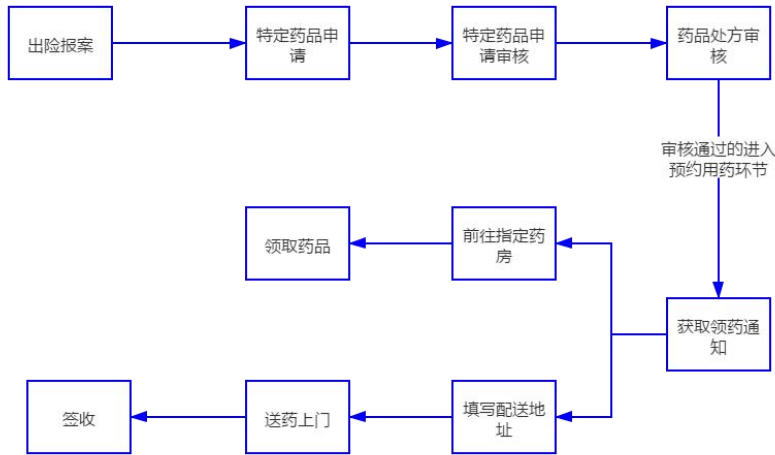 出险报案
特定药品申
请
特定药品申
请审核
药品处方审
核
审核通过的进入
预约用药环节
领取药品
前往指定药
房
获取领药通
知
签收
送药上门
填写配送地
址